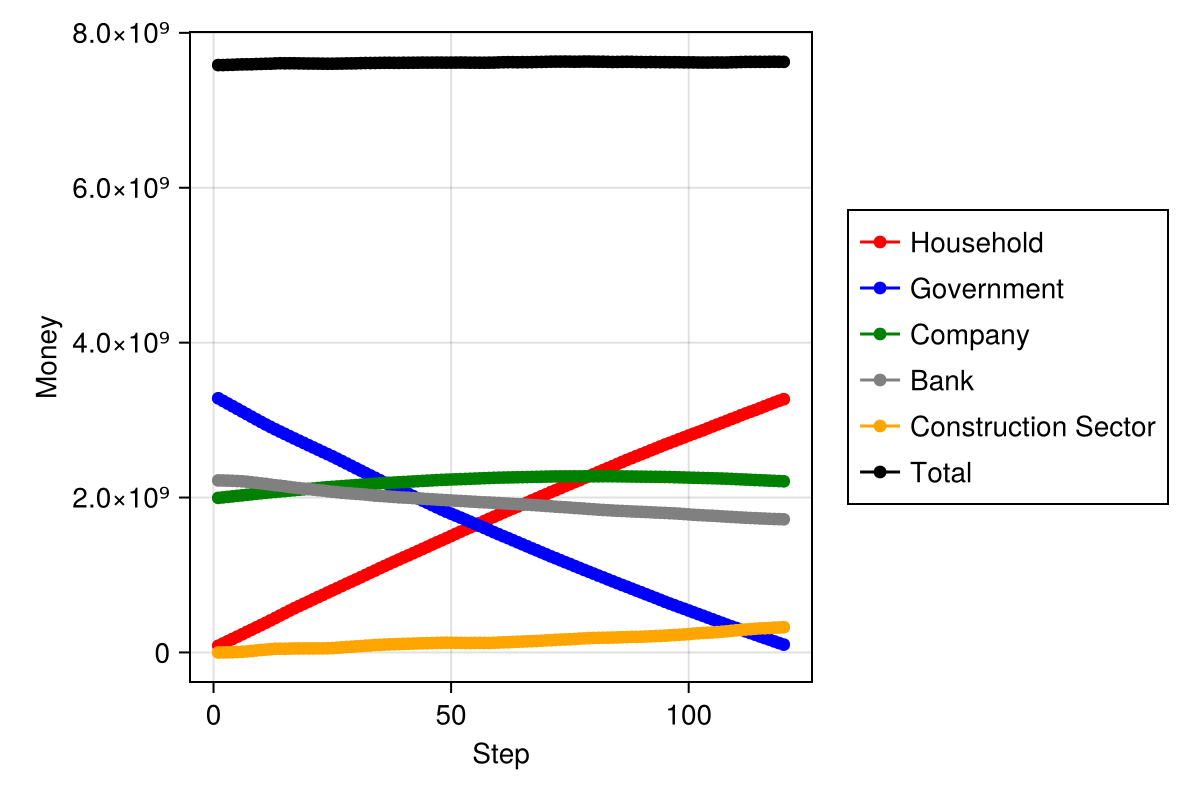 8.0×10⁹
6.0×10⁹
4.0×10⁹
2.0×10⁹
0
Money
0 50 100
Step
Household
Government
Company
Bank
Construction Sector
Total